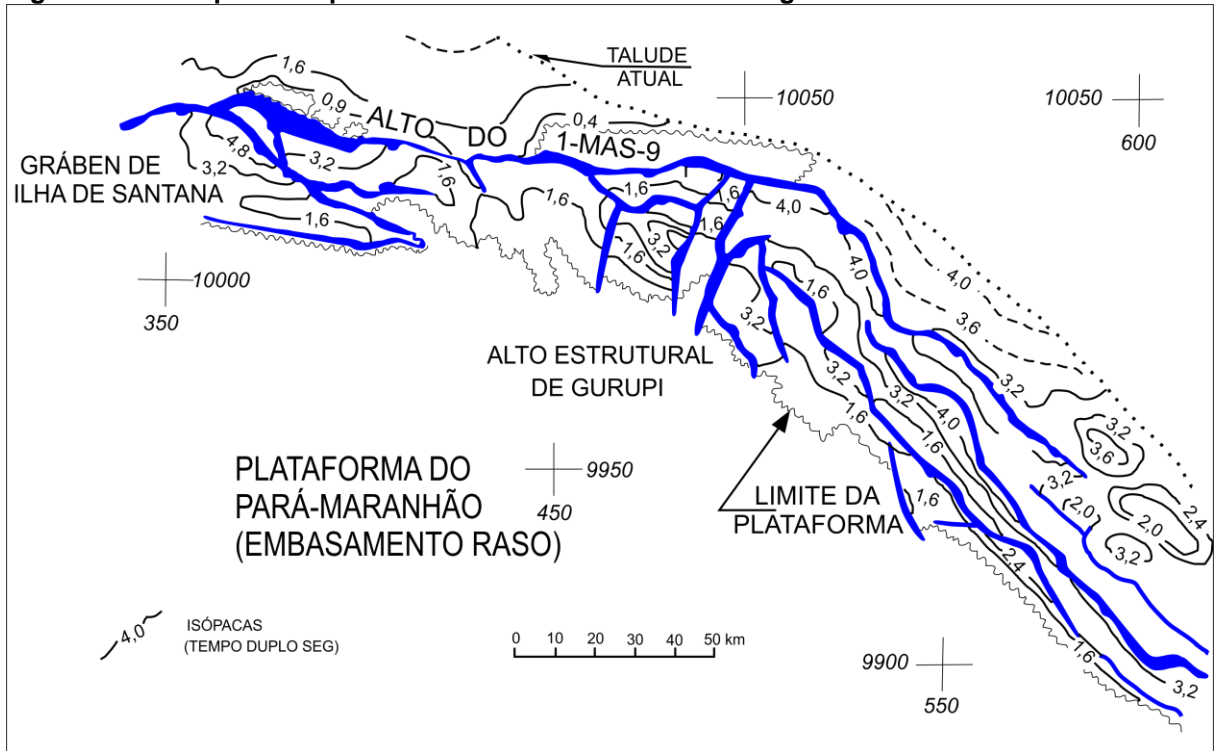 TALUDE
ATUAL
10050
10050
600
1,6
0,9
ALTO DO
1-MAS-9
0,4
GRÁBEN DE
ILHA DE SANTANA
3,2
4,8
3,2
1,6
1,6
10000
350
1,6
1,6
1,6
1,6
3,2
1,6
4,0
4,0
4,0
3,6
1,6
3,2
ALTO ESTRUTURAL
DE GURUPI
3,2
3,2
3,2
1,6
4,0
1,6
3,2
3,6
PLATAFORMA DO
PARÁ-MARANHÃO
(EMBASAMENTO RASO)
9950
450
LIMITE DA
PLATAFORMA
1,6
3,2
2,0
2,0
2,4
3,2
2,4
4,0
ISÓPACAS
(TEMPO DUPLO SEG)
0 10 20 30 40 50 km
9900
550
1,6
3,2